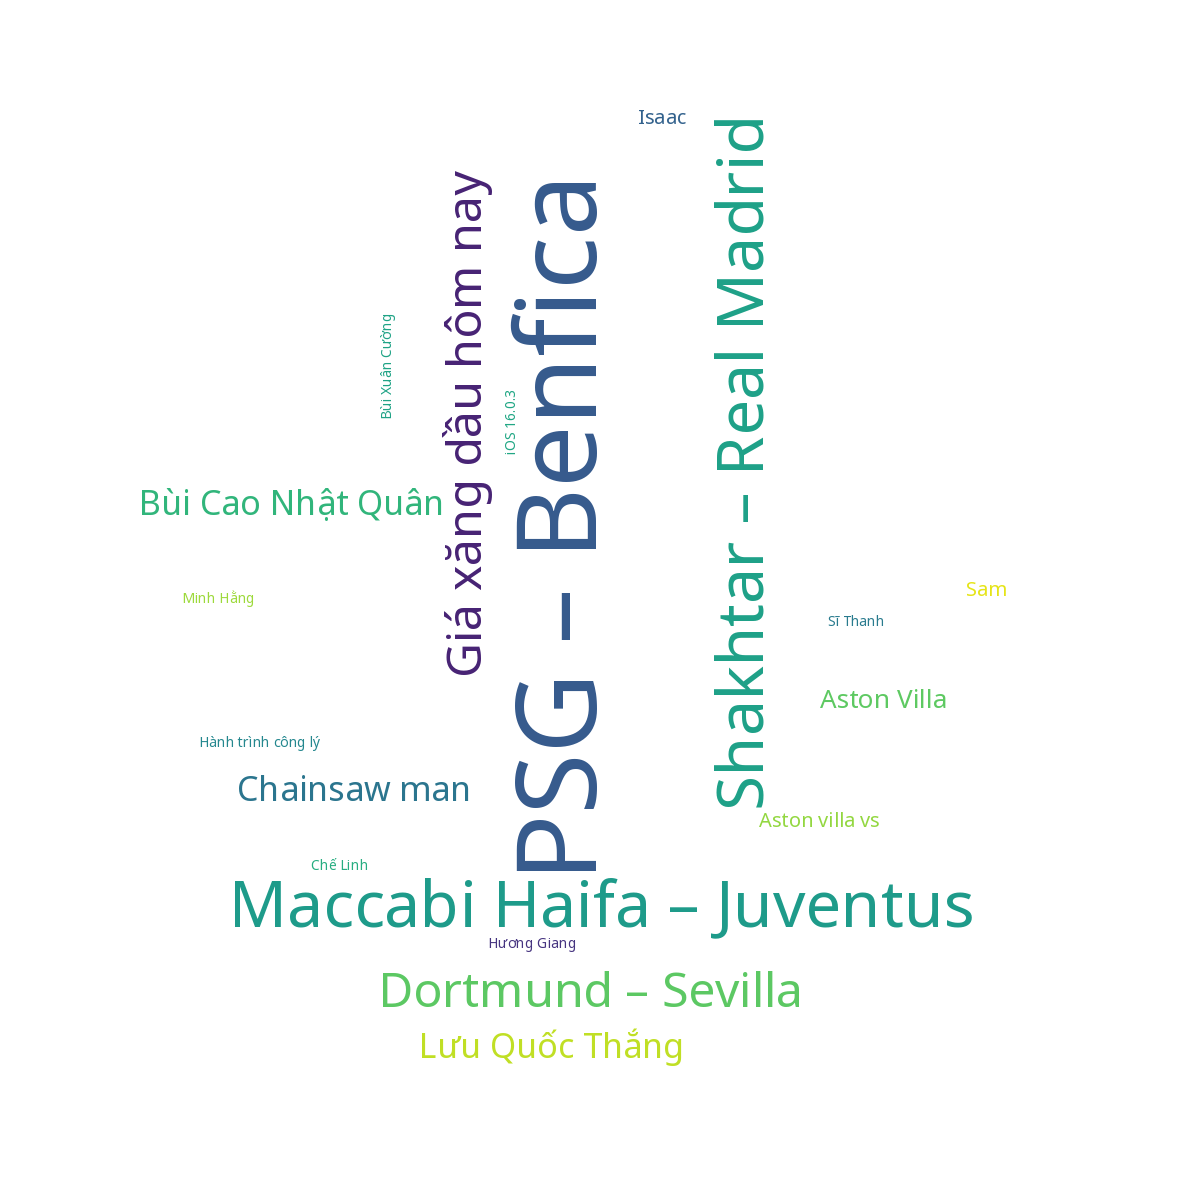 Isaac
Shakhtar – Real Madrid
Giá xăng dầu hôm nay
PSG – Benfica
Bùi Xuân Cường
iOS 16.0.3
Bùi Cao Nhật Quân
Sam
Minh Hằng
Sĩ Thanh
Aston Villa
Hành trình công lý
Chainsaw man
Aston villa vs
Chế Linh
Maccabi Haifa – Juventus
Hương Giang
Dortmund – Sevilla
Lưu Quốc Thắng